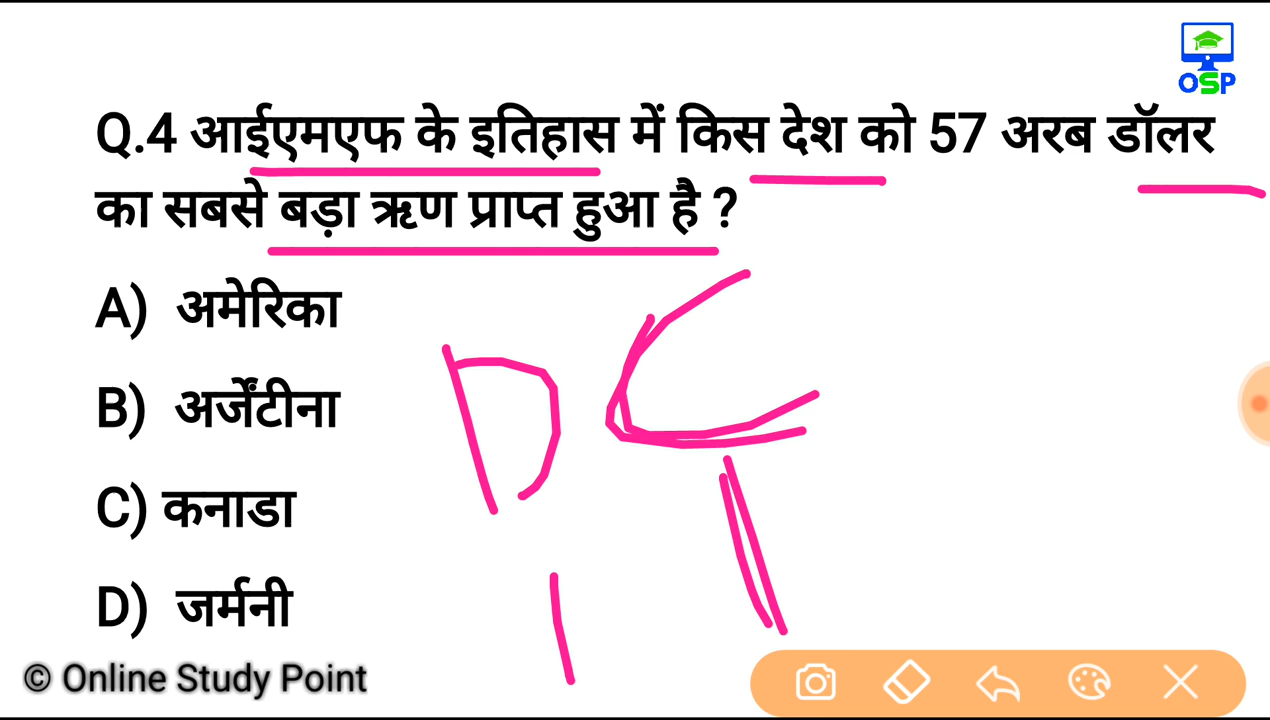 OSP
Q.4 आईएमएफ के इतिहास में किस देश को 57 अरब डॉलर
का सबसे बड़ा ऋण प्राप्त हुआ है ?
A) अमेरिका
B) अर्जेंटीना
C) कनाडा
D) जर्मनी
D C
© Online Study Point